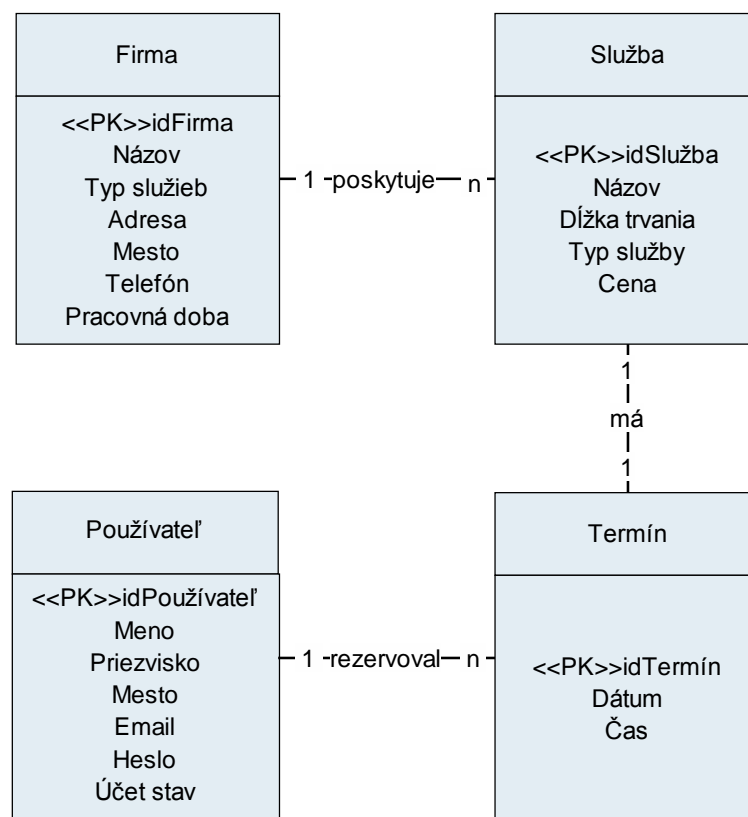 Firma
<<PK>>idFirma
Názov
Typ služieb
Adresa
Mesto
Telefón
Pracovná doba
1
poskytuje
n
Služba
<<PK>>idSlužba
Názov
Dĺžka trvania
Typ služby
Cena
1
má
1
Používateľ
<<PK>>idPoužívateľ
Meno
Priezvisko
Mesto
Email
Heslo
Účet stav
1
rezervoval
n
Termín
<<PK>>idTermín
Dátum
Čas